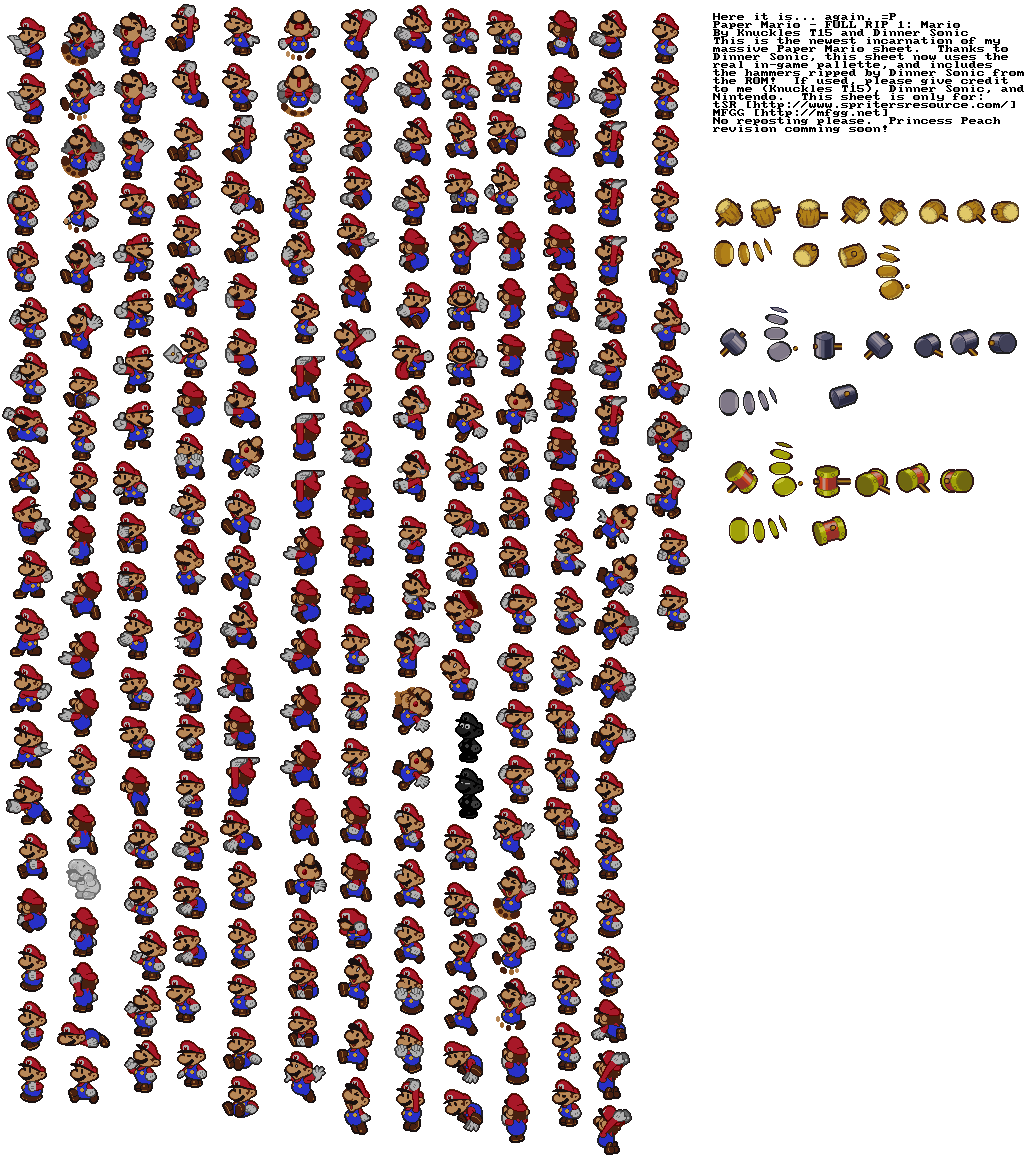 Here it is... again. =P
Paper Mario - FULL RIP 1: Mario
By Knuckles T15 and Dinner Sonic
This is the newest incarnation of my
massive Paper Mario sheet.  Thanks to
Dinner Sonic, this sheet now uses the
real in-game pallette, and includes
the hammers ripped by Dinner Sonic from
the ROM!  If used, please give credit
to me (Knuckles T15), Dinner Sonic, and
Nintendo.  This sheet is only for:
tSR [http://www.spritersresource.com/]
MFGG [http://mfgg.net]
No reposting please.  Princess Peach
revision comming soon!